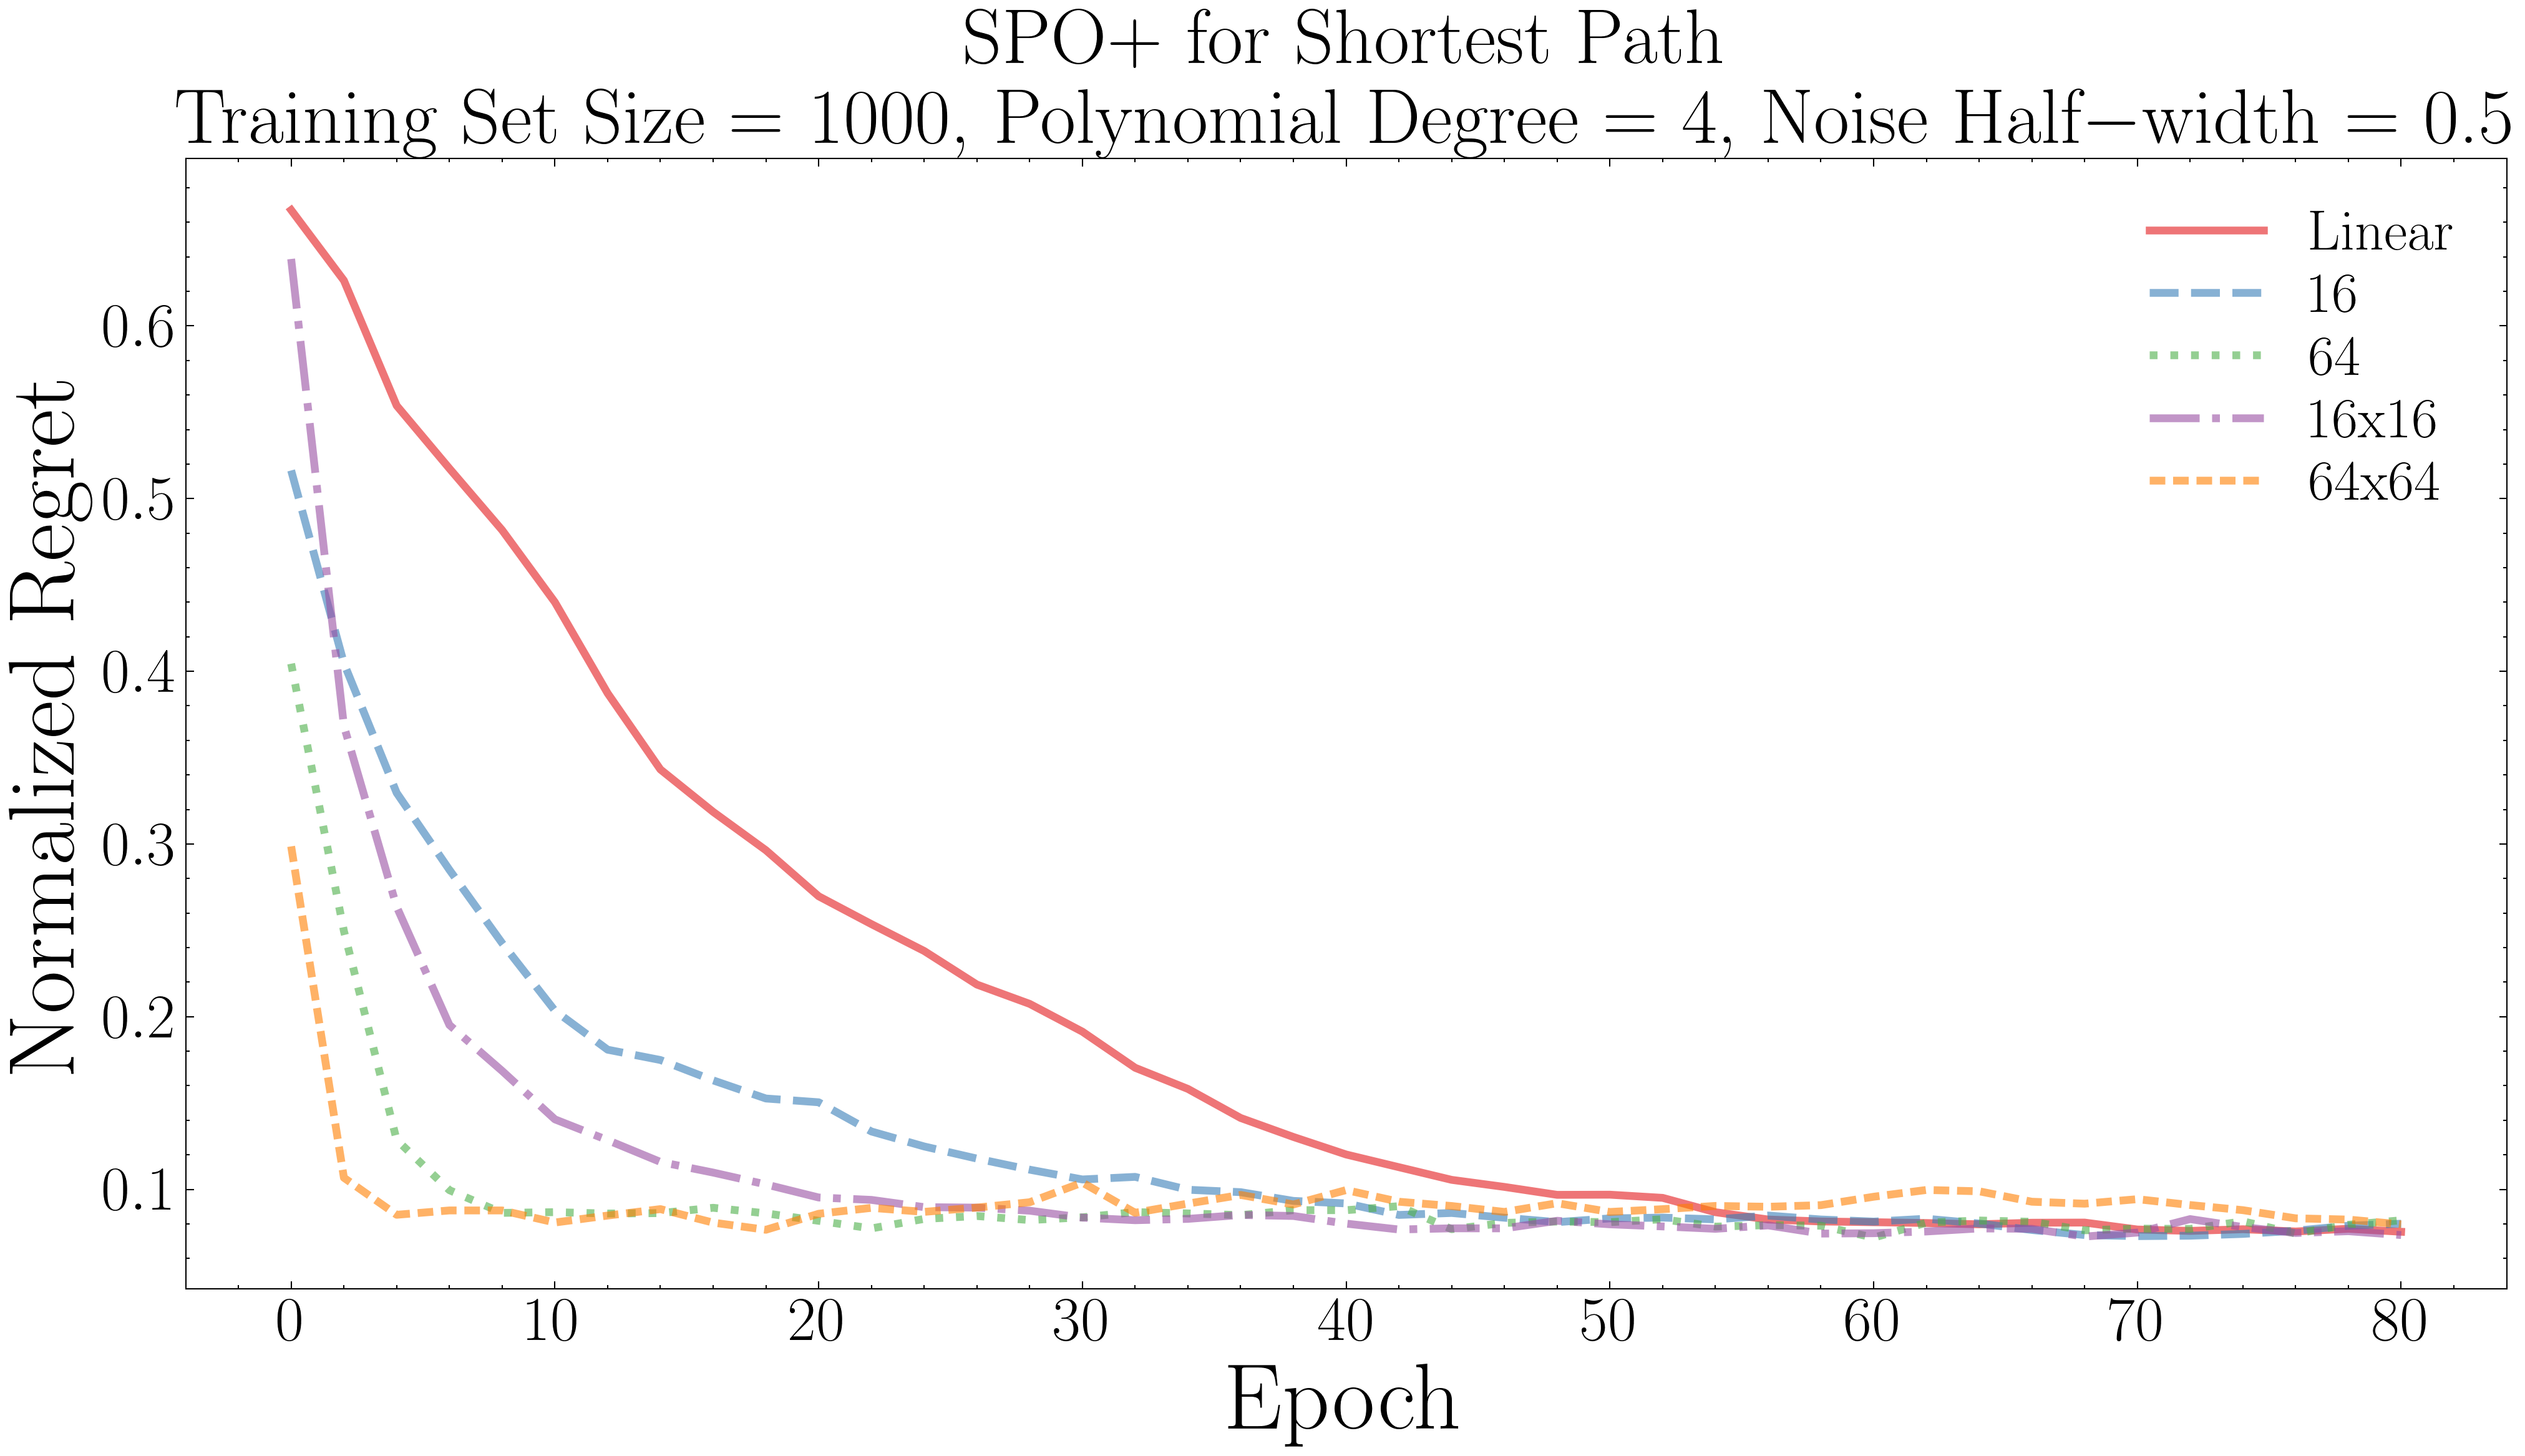 SPO+ for Shortest Path
Training Set Size = 1000, Polynomial Degree = 4, Noise Half−width = 0.5
Normalized Regret
0.6
0.5
0.4
0.3
0.2
0.1
Linear
16
64
16x16
64x64
0 10 20 30 40 50 60 70 80
Epoch